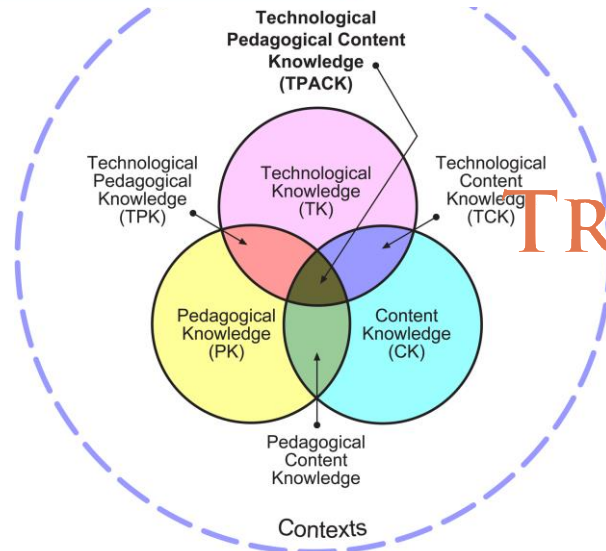 Technological
Pedagogical Content
Knowledge
(TPACK)
Technological
Pedagogical
Knowledge
(TPK)
Technological
Knowledge
(TK)
Technological
Content
Knowledge
(TCK)
TR
Pedagogical
Knowledge
(PK)
Content
Knowledge
(CK)
Pedagogical
Content
Knowledge
Contexts